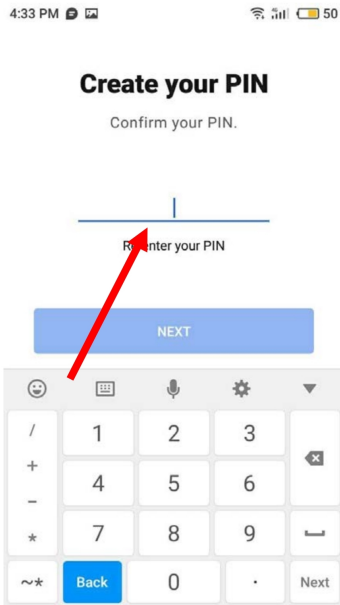 4:33 PM 50
Create your PIN
Confirm your PIN.
Re-enter your PIN
NEXT
/ 1 2 3
+ 4 5 6
-
* 7 8 9
~* Back 0 . Next